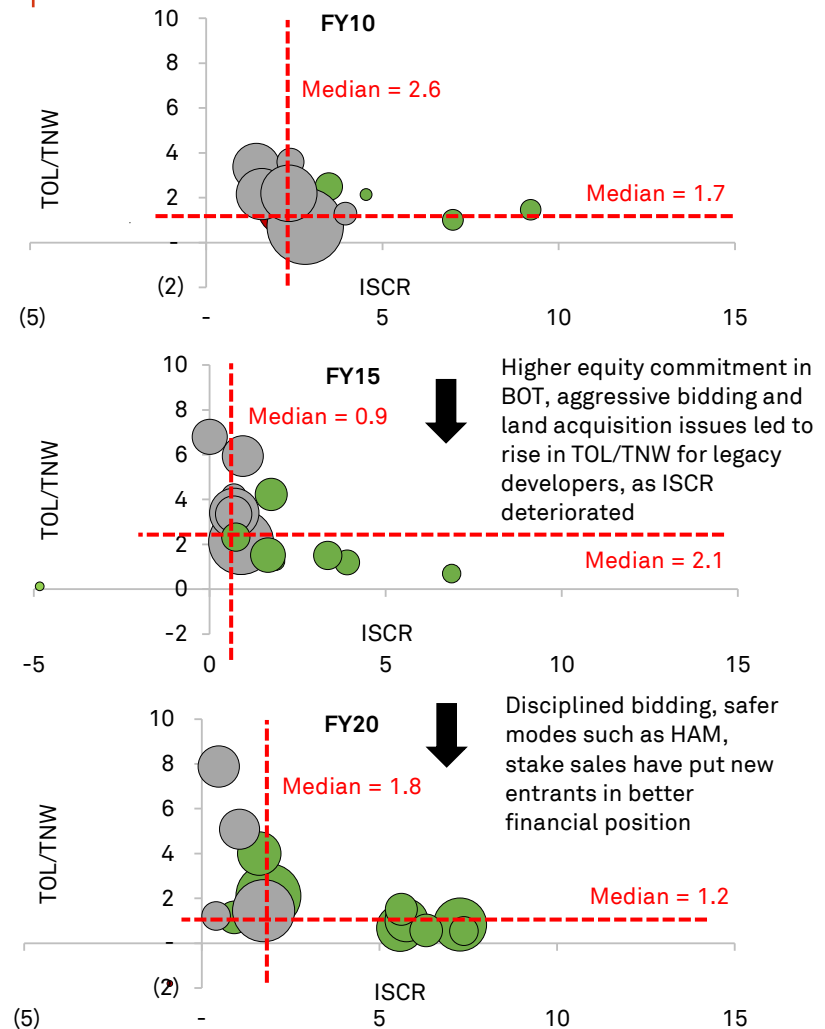 FY10
10
8
6
4
2
-
(2)
TOL/TNW
Median = 2.6
Median = 1.7
ISCR
(5)
-
5
10
15
FY15
10
8
6
4
2
0
-2
TOL/TNW
Median = 0.9
Median = 2.1
ISCR
-5
0
5
10
15
Higher equity commitment in
BOT, aggressive bidding and
land acquisition issues led to
rise in TOL/TNW for legacy
developers, as ISCR
deteriorated
FY20
10
8
6
4
2
-
(2)
TOL/TNW
Median = 1.8
Median = 1.2
ISCR
(5)
-
5
10
15
Disciplined bidding, safer
modes such as HAM,
stake sales have put new
entrants in better
financial position